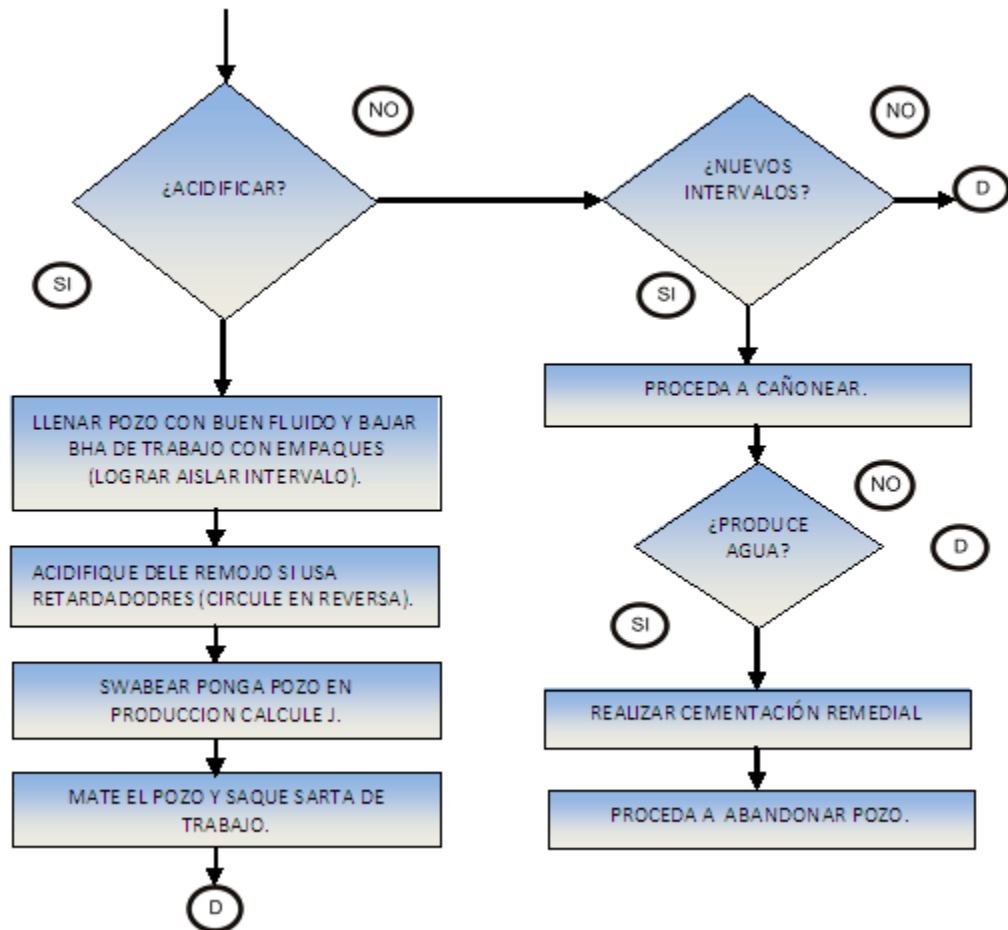 ¿ACIDIFICAR?
NO
SI
¿NUEVOS
INTERVALOS?
NO
D
SI
LLENAR POZO CON BUEN FLUIDO Y BAJAR
BHA DE TRABAJO CON EMPAQUES
(LOGRAR AISLAR INTERVALO).
ACIDIFIQUE DELE REMOJO SI USA
RETARDADODRES (CIRCULE EN REVERSA).
SWABEAR PONGA POZO EN
PRODUCCION CALCULE J.
MATE EL POZO Y SAQUE SARTA DE
TRABAJO.
D
PROCEDA A CAÑONEAR.
¿PRODUCE
AGUA?
NO
D
SI
REALIZAR CEMENTACIÓN REMEDIAL
PROCEDA A ABANDONAR POZO.